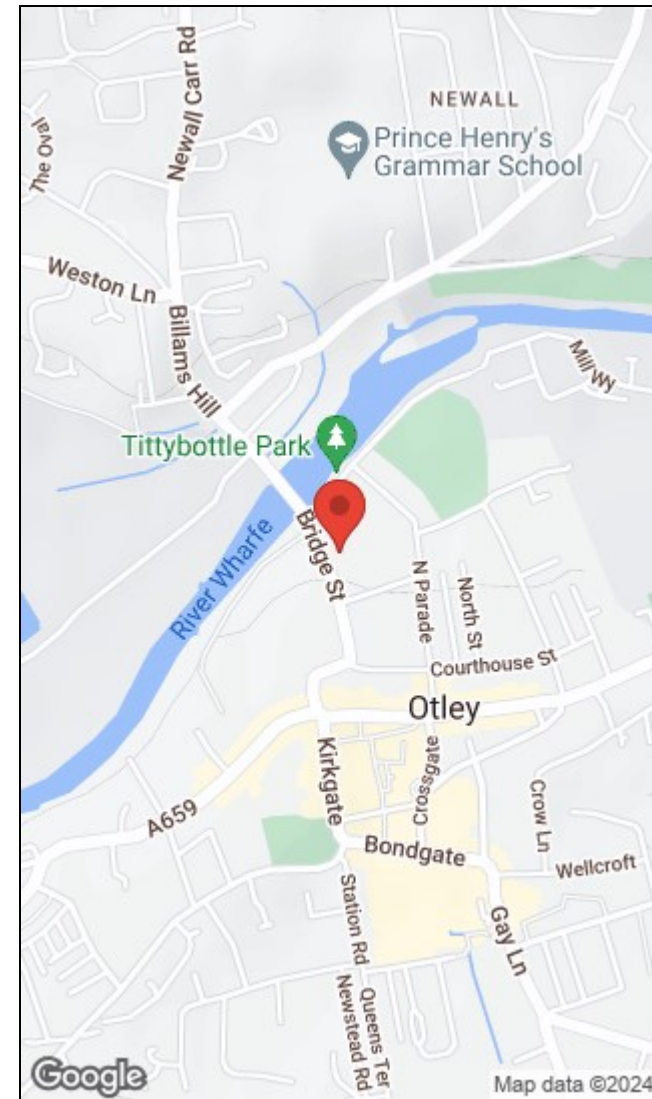 NEWALL
Newall Carr Rd
The Oval
Prince Henry's
Grammar School
Weston Ln
Billams Hill
Mill Wy
Tittybottle Park
Bridge St
River Wharfe
N Parade
North St
Courthouse St
Otley
Kirkgate
Crossgate
A659
Crow Ln
Bondgate
Wellcroft
Station Rd
Gay Ln
Queens Ter
Newstead Rd
Google
Map data ©2024